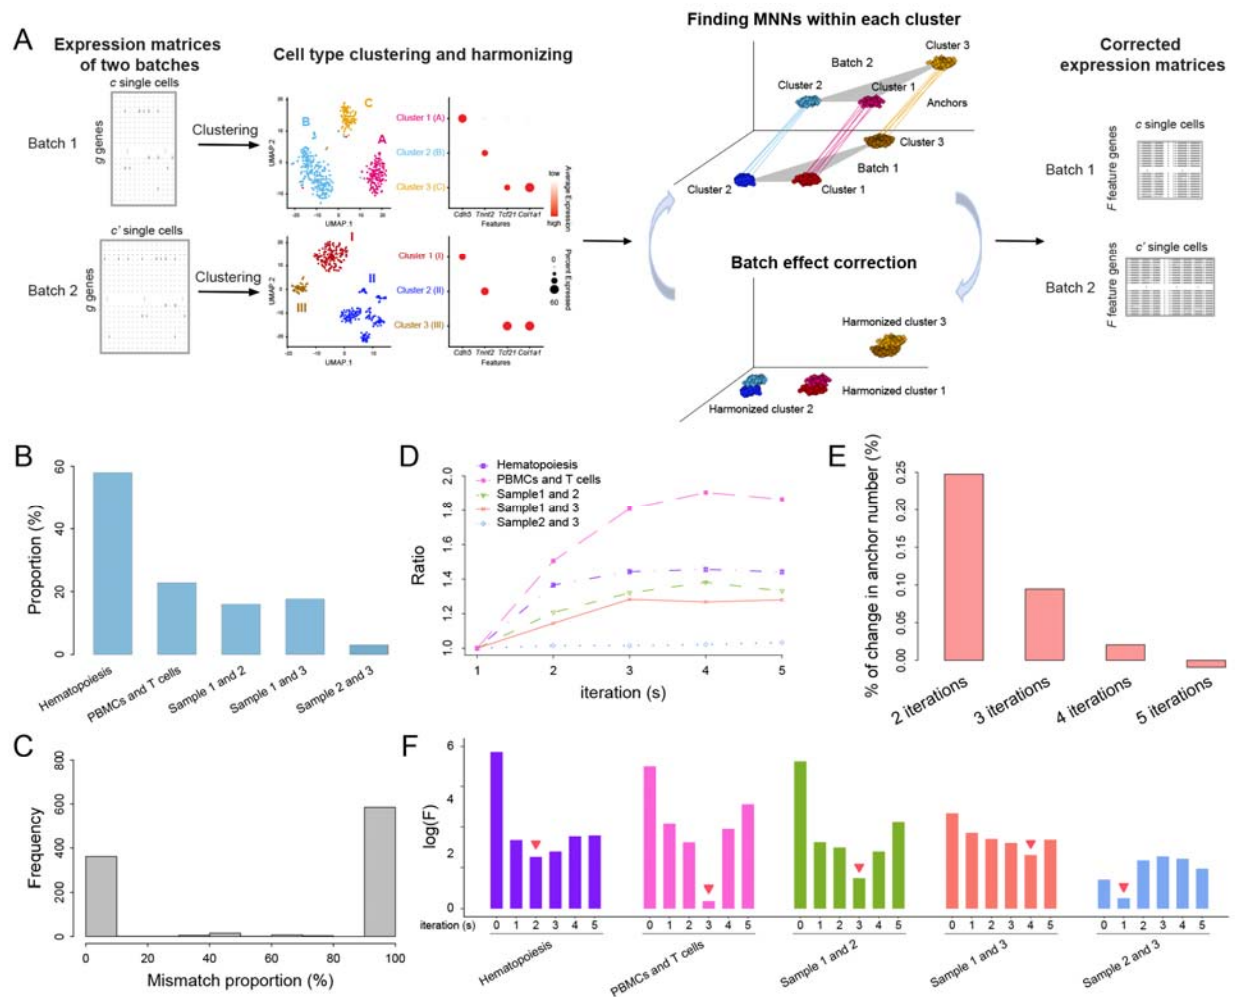 A
Expression matrices
of two batches
c single cells
Batch 1
g genes
Clustering
c' single cells
Batch 2
g genes
Clustering
Cell type clustering and harmonizing
B
C
A
UMAP.2
UMAP.1
-20 -10 0 10 20
Cluster 1 (A)
Cluster 2 (B)
Cluster 3 (C)
Cdh5 Tnnt2 Tcf21 Col1a1
Features
low
high
Average Expression
I
II
III
UMAP.2
UMAP.1
-20 -10 0 10 20
Cluster 1 (I)
Cluster 2 (II)
Cluster 3 (III)
Cdh5 Tnnt2 Tcf21 Col1a1
Features
0
60
Percent Expressed
Finding MNNs within each cluster
Cluster 3
Batch 2
Cluster 2
Cluster 1
Anchors
Cluster 3
Batch 1
Cluster 2
Cluster 1
Batch effect correction
Harmonized cluster 3
Harmonized cluster 1
Harmonized cluster 2
Corrected
expression matrices
c single cells
Batch 1
F feature genes
c' single cells
Batch 2
F feature genes
B
Proportion (%)
60
40
20
0
Hematopoiesis
PBMCs and T cells
Sample 1 and 2
Sample 1 and 3
Sample 2 and 3
D
Hematopoiesis
PBMCs and T cells
Sample1 and 2
Sample1 and 3
Sample2 and 3
Ratio
2.0
1.8
1.6
1.4
1.2
1.0
1 2 3 4 5
iteration (s)
E
% of change in anchor number (%)
0.25
0.20
0.15
0.10
0.05
0.00
2 iterations
3 iterations
4 iterations
5 iterations
C
Frequency
800
600
400
200
0
0 20 40 60 80 100
Mismatch proportion (%)
F
log(F)
6
4
2
0
iteration (s)
0 1 2 3 4 5
0 1 2 3 4 5
0 1 2 3 4 5
0 1 2 3 4 5
0 1 2 3 4 5
Hematopoiesis
PBMCs and T cells
Sample 1 and 2
Sample 1 and 3
Sample 2 and 3